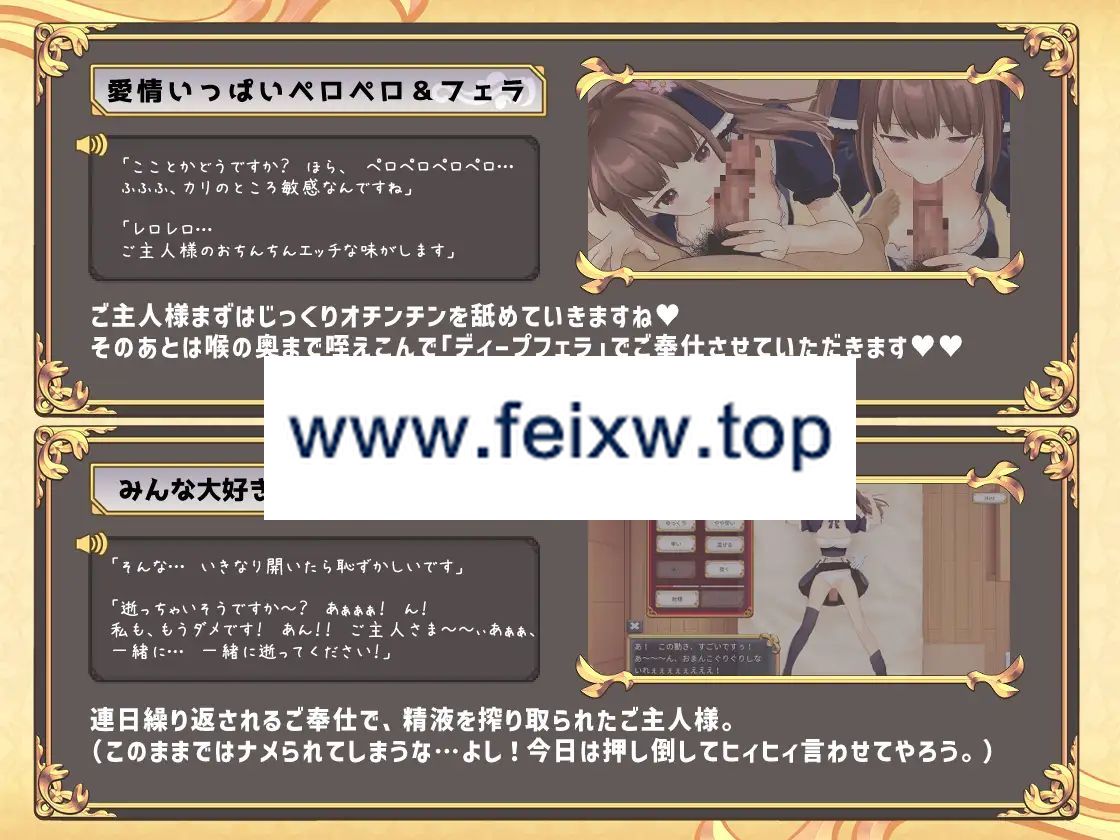 愛情いっぱいペロペロ＆フェラ
「こことかどうですか？ ほら、 ペロペロペロペロ…
ふふふ、カリのところ敏感なんですね」
「レロレロ…
ご主人様のおちんちんエッチな味がします」
ご主人様まずはじっくりオチンチンを舐めていきますね♥
そのあとは喉の奥まで咥えこんで「ディープフェラ」でご奉仕させていただきます♥♥
www.feixw.top
みんな大好き
「そんな… いきなり開いたら恥ずかしいです」
「逝っちゃいそうですか～？ あぁぁぁ！ ん！
私も、もうダメです！ あん！！ ご主人さま～～ぃあぁぁ、
一緒に… 一緒に逝ってください！」
あ！ この動き、すごいですぅ！
あ～～～ん、おまんこぐりぐりしな
いれぇぇぇぇぇえええ！
連日繰り返されるご奉仕で、精液を搾り取られたご主人様。
（このままではナメられてしまうな…よし！今日は押し倒してヒィヒィ言わせてやろう。）